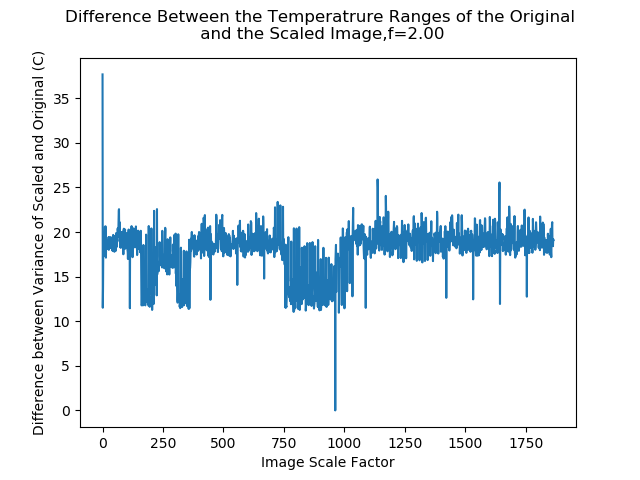 Difference Between the Temperatrure Ranges of the Original
and the Scaled Image,f=2.00
Difference between Variance of Scaled and Original (C)
35
30
25
20
15
10
5
0
0 250 500 750 1000 1250 1500 1750
Image Scale Factor